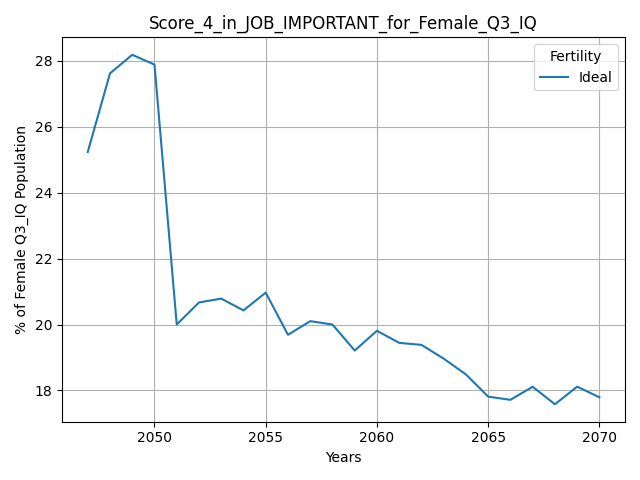 Score_4_in_JOB_IMPORTANT_for_Female_Q3_IQ
Fertility
Ideal
% of Female Q3_IQ Population
28
26
24
22
20
18
2050 2055 2060 2065 2070
Years